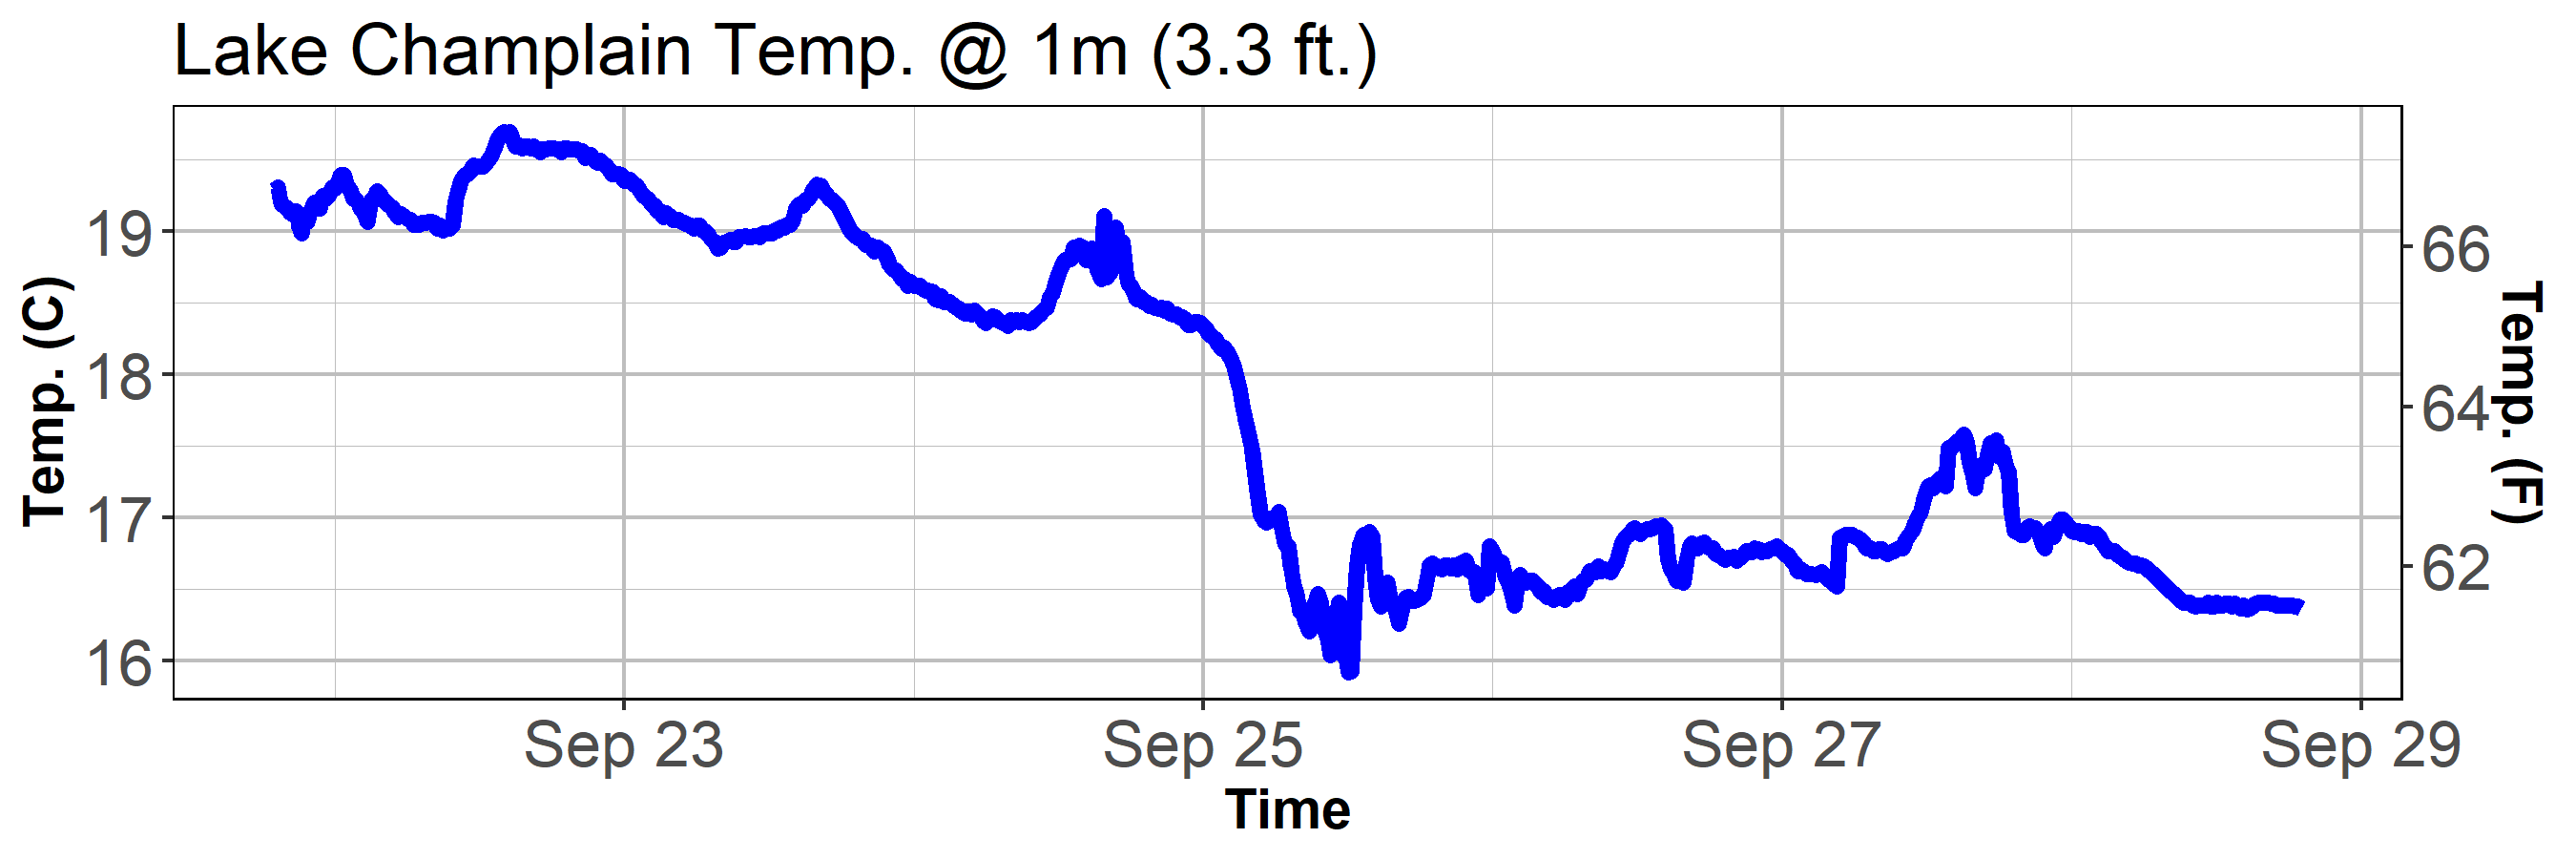 Lake Champlain Temp. @ 1m (3.3 ft.)
Temp. (C)
19
18
17
16
66
64
62
Temp. (F)
Sep 23
Sep 25
Sep 27
Sep 29
Time